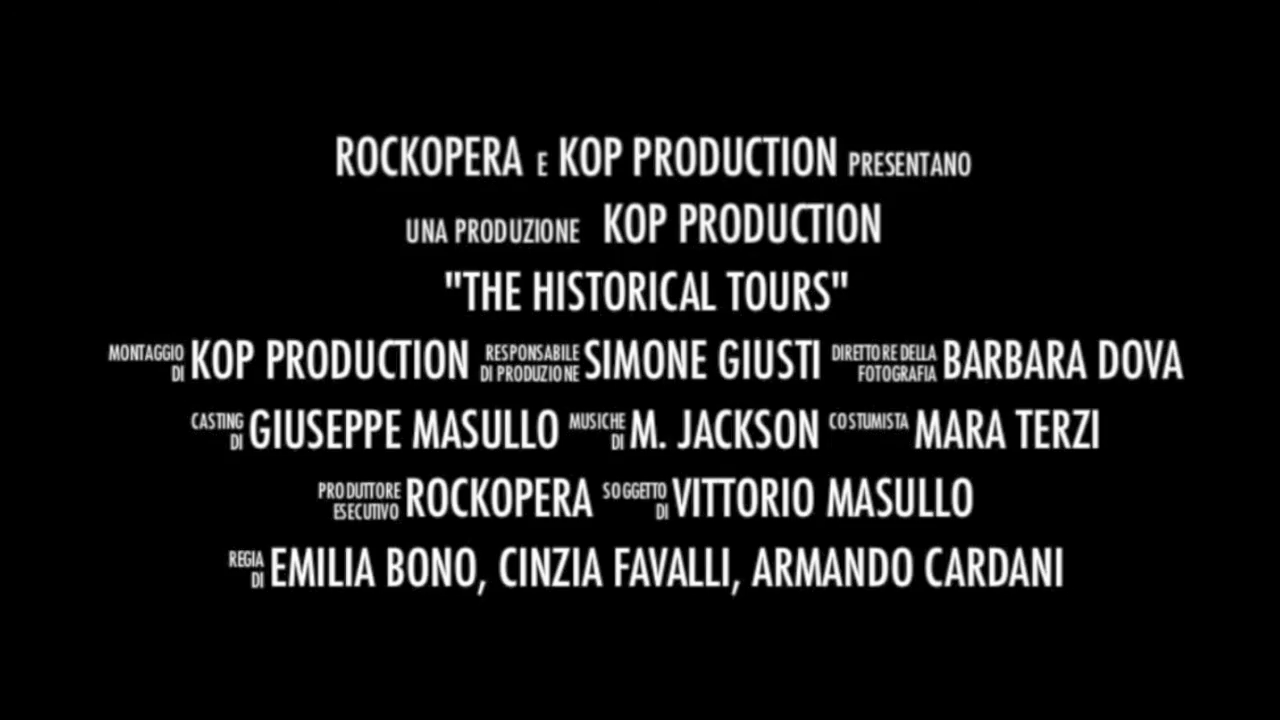 ROCKOPERA E KOP PRODUCTION PRESENTANO
UNA PRODUZIONE KOP PRODUCTION
"THE HISTORICAL TOURS"
MONTAGGIO DI KOP PRODUCTION RESPONSABILE DI PRODUZIONE SIMONE GIUSTI DIRETTORE DELLA FOTOGRAFIA BARBARA DOVA
CASTING DI GIUSEPPE MASULLO MUSICHE DI M. JACKSON COSTUMISTA MARA TERZI
PRODUTTORE ESECUTIVO ROCKOPERA SOGGETTO DI VITTORIO MASULLO
REGIA DI EMILIA BONO, CINZIA FAVALLI, ARMANDO CARDANI